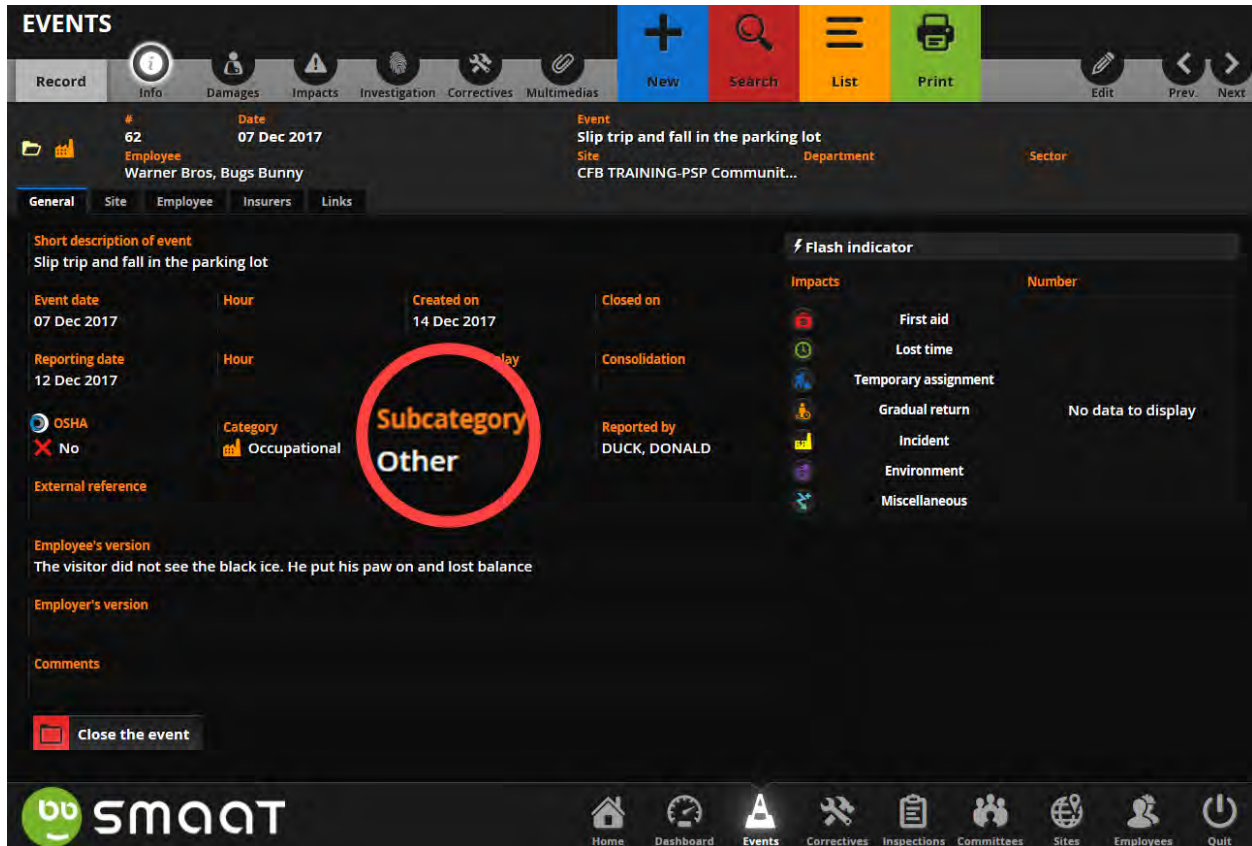 EVENTS
Record
Info
Damages
Impacts
Investigation
Correctives
Multimedias
New
Search
List
Print
Edit
Prev.
Next
# Date Event
62 07 Dec 2017 Slip trip and fall in the parking lot
Employee Site Department Sector
Warner Bros, Bugs Bunny CFB TRAINING-PSP Communit...
General Site Employee Insurers Links
Short description of event
Slip trip and fall in the parking lot
Event date Hour Created on Closed on
07 Dec 2017 14 Dec 2017
Reporting date Hour Consolidation
12 Dec 2017
OSHA Category Subcategory Reported by
No Occupational Other DUCK, DONALD
External reference
Employee's version
The visitor did not see the black ice. He put his paw on and lost balance
Employer's version
Comments
Close the event
Flash indicator
Impacts Number
First aid
Lost time
Temporary assignment
Gradual return
No data to display
Incident
Environment
Miscellaneous
smaat
Home Dashboard Events Correctives Inspections Committees Sites Employees Quit